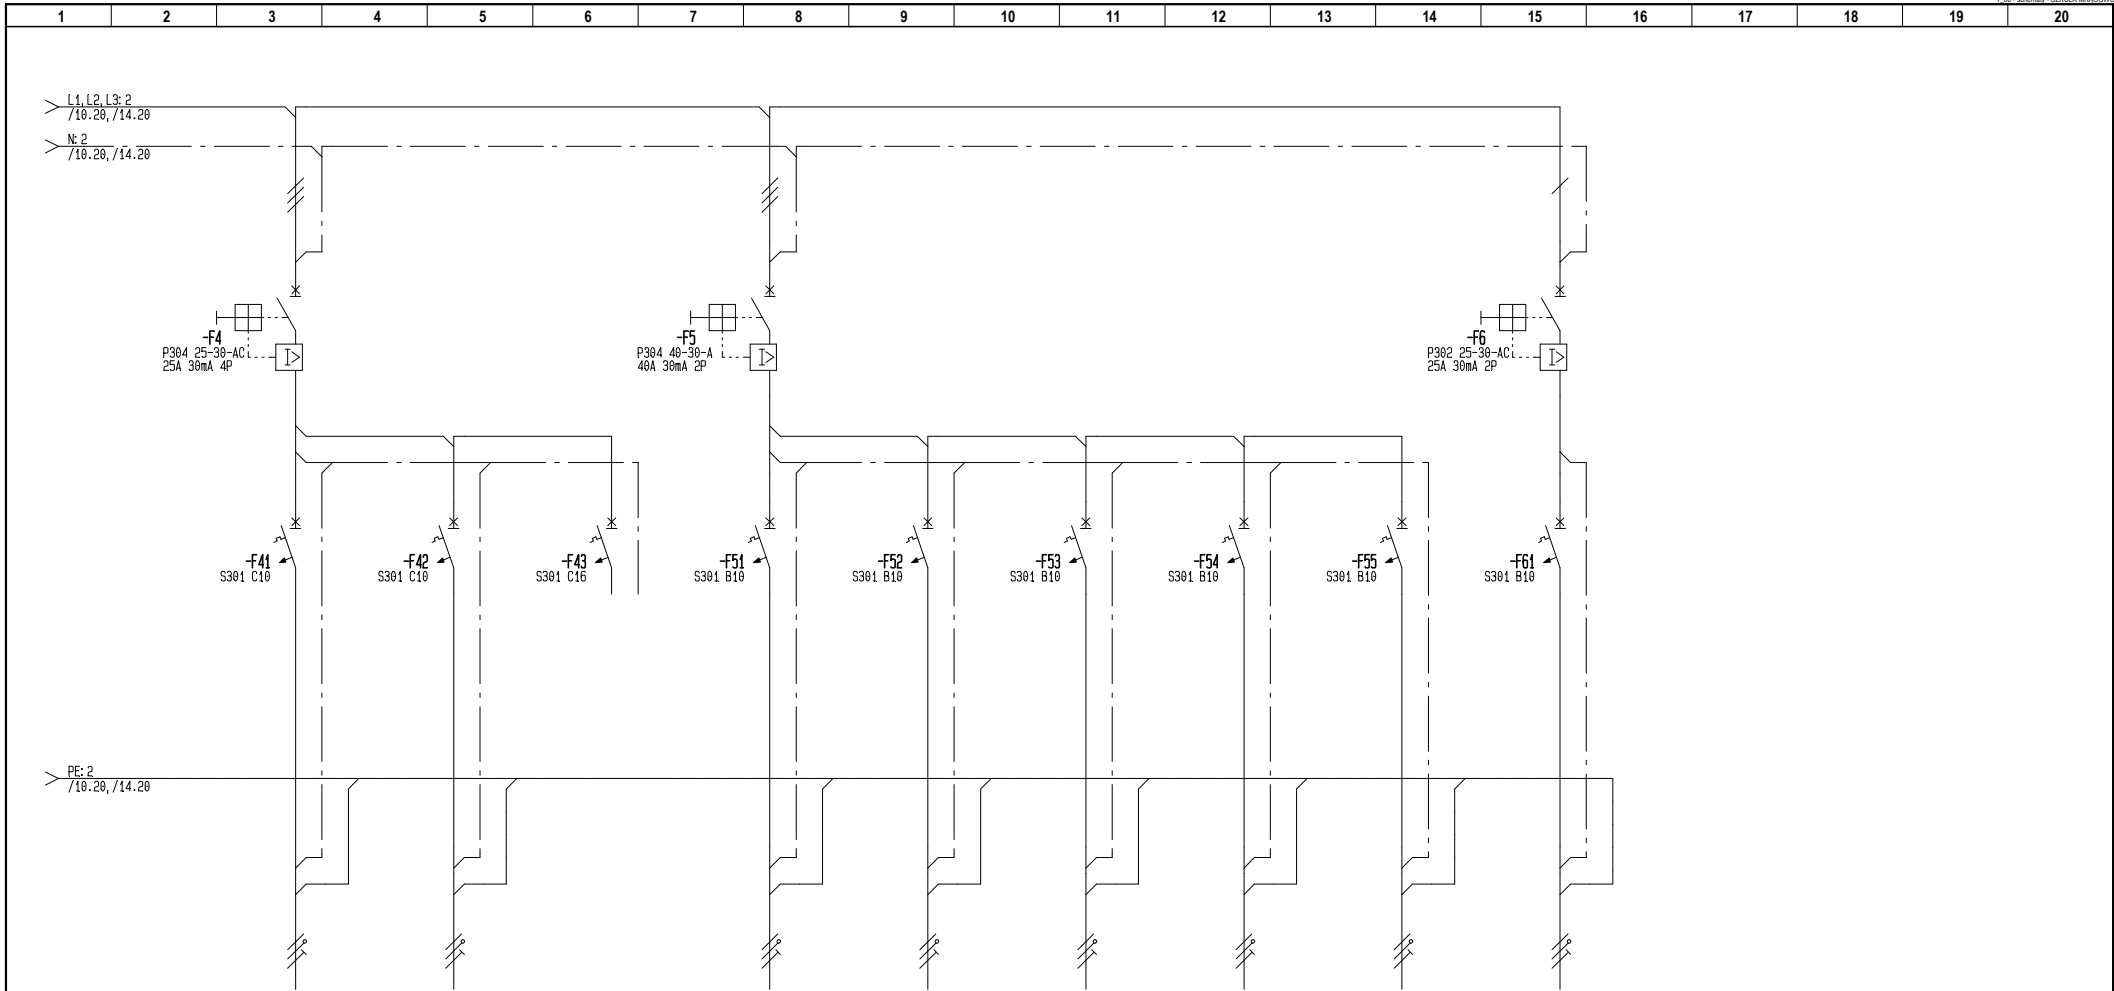 1 2 3 4 5 6 7 8 9 10 11 12 13 14 15 16 17 18 19 20
L1,L2,L3:2
/10.20,/14.20
N:2
/10.20,/14.20
-F4
P304 25-30-AC
25A 30mA 4P
-F5
P304 40-30-A
40A 30mA 2P
-F6
P302 25-30-AC
25A 30mA 2P
-F41
S301 C10
-F42
S301 C10
-F43
S301 C16
-F51
S301 B10
-F52
S301 B10
-F53
S301 B10
-F54
S301 B10
-F55
S301 B10
-F61
S301 B10
PE:2
/10.20,/14.20